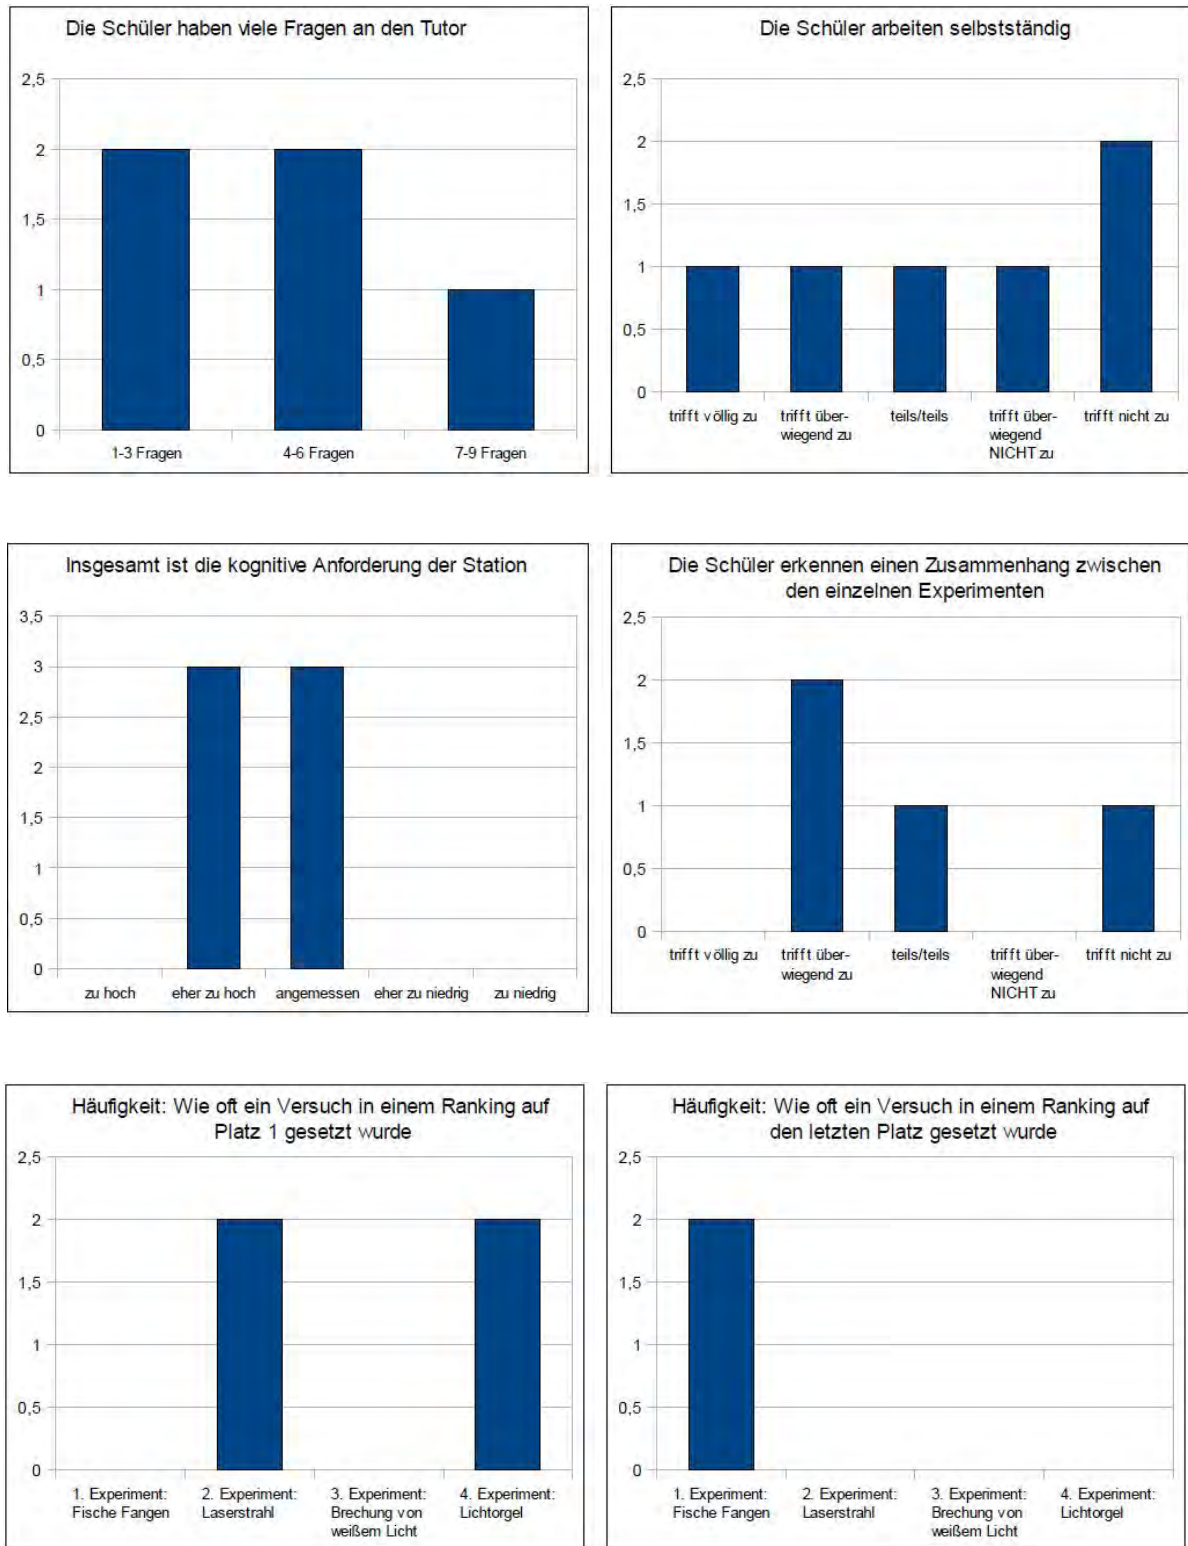 Die Schüler haben viele Fragen an den Tutor
2,5
2
1,5
1
0,5
0
1-3 Fragen
4-6 Fragen
7-9 Fragen
Die Schüler arbeiten selbstständig
2,5
2
1,5
1
0,5
0
trifft völlig zu
trifft über-
wiegend zu
teils/teils
trifft über-
wiegend
NICHT zu
trifft nicht zu
Insgesamt ist die kognitive Anforderung der Station
3,5
3
2,5
2
1,5
1
0,5
0
zu hoch
eher zu hoch
angemessen
eher zu niedrig
zu niedrig
Die Schüler erkennen einen Zusammenhang zwischen
den einzelnen Experimenten
2,5
2
1,5
1
0,5
0
trifft völlig zu
trifft über-
wiegend zu
teils/teils
trifft über-
wiegend
NICHT zu
trifft nicht zu
Häufigkeit: Wie oft ein Versuch in einem Ranking auf
Platz 1 gesetzt wurde
2,5
2
1,5
1
0,5
0
1. Experiment:
Fische Fangen
2. Experiment:
Laserstrahl
3. Experiment:
Brechung von
weißem Licht
4. Experiment:
Lichtorgel
Häufigkeit: Wie oft ein Versuch in einem Ranking auf
den letzten Platz gesetzt wurde
2,5
2
1,5
1
0,5
0
1. Experiment:
Fische Fangen
2. Experiment:
Laserstrahl
3. Experiment:
Brechung von
weißem Licht
4. Experiment:
Lichtorgel